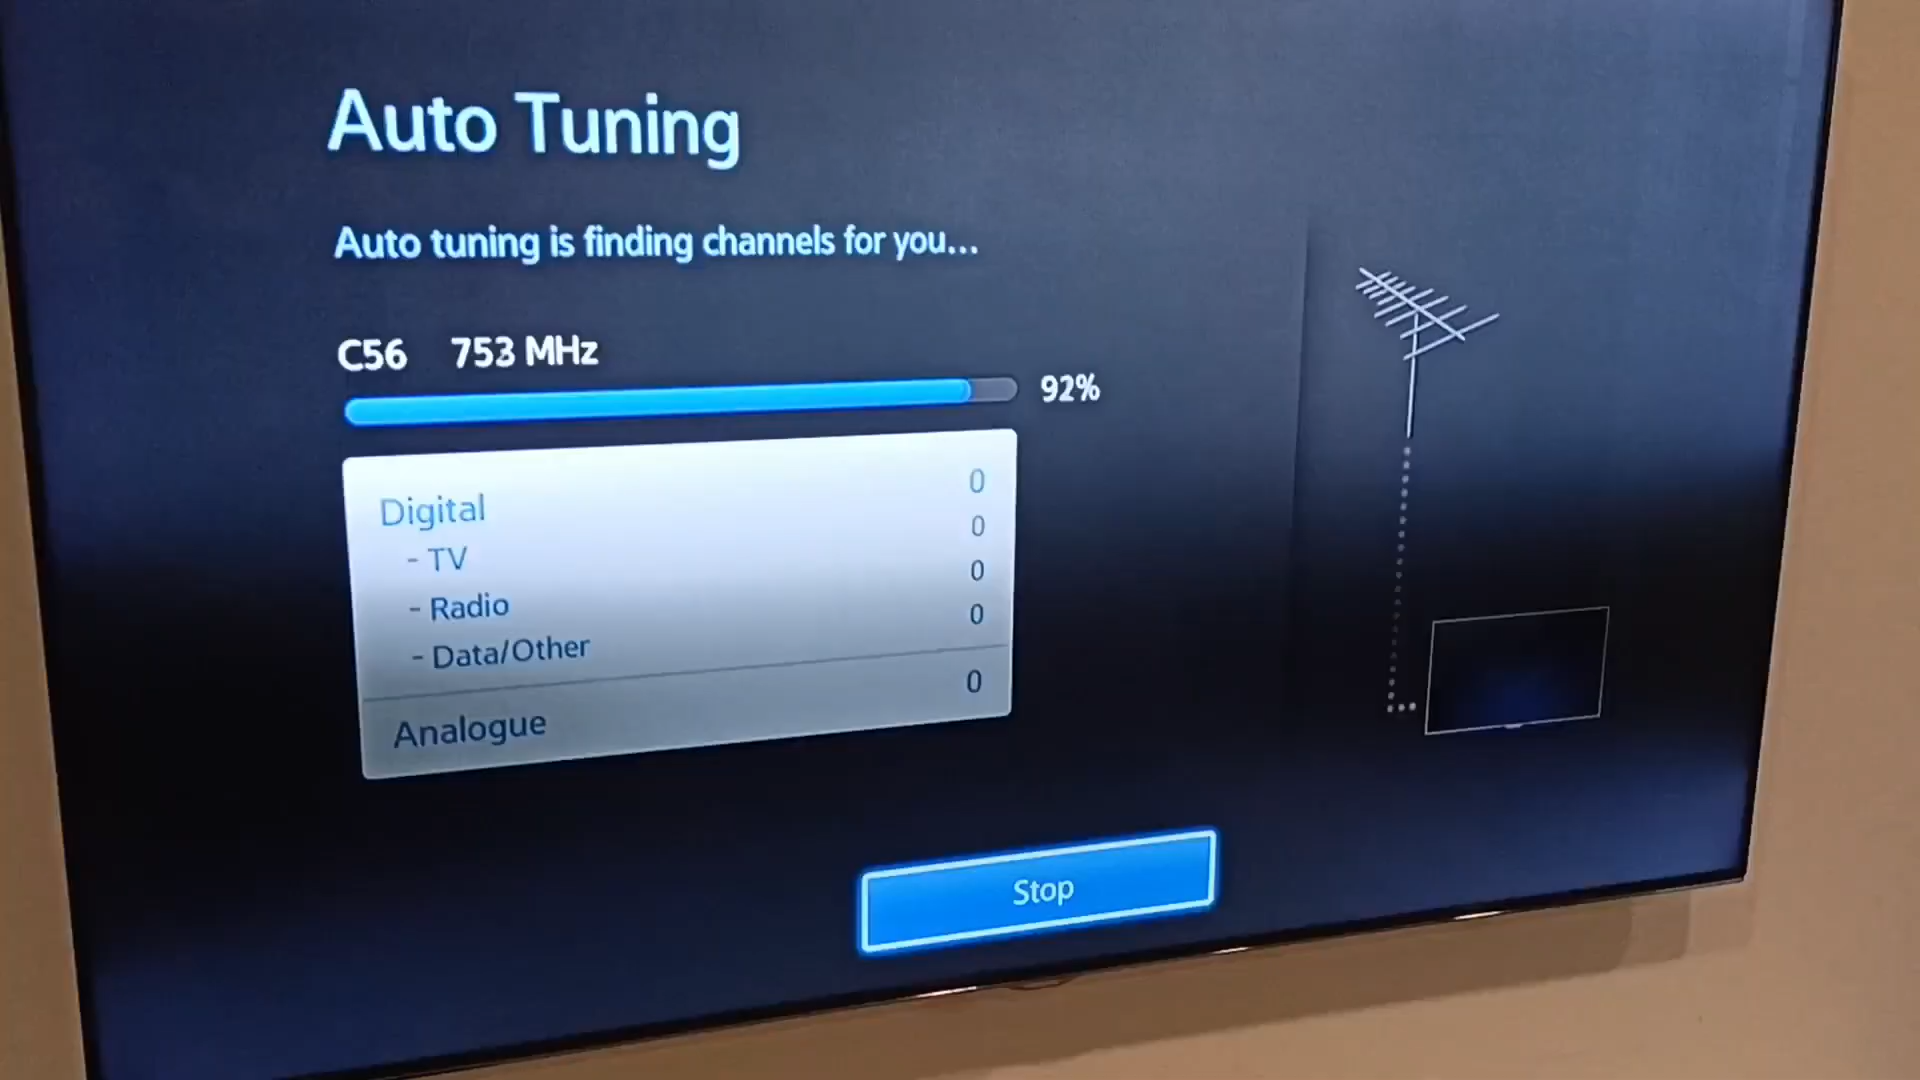 Auto Tuning
Auto tuning is finding channels for you...
C56 753 MHz
92%
Digital 0
- TV 0
- Radio 0
- Data/Other 0
Analogue 0
Stop